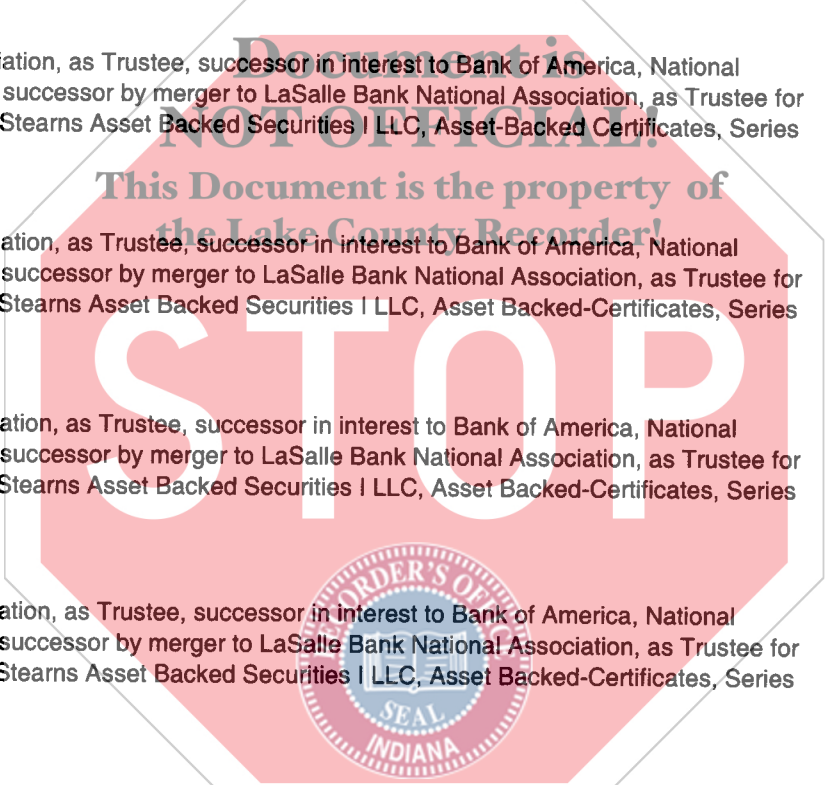 Document is
iation, as Trustee, successor in interest to Bank of America, National
successor by merger to LaSalle Bank National Association, as Trustee for
NOT OFFICIAL!
Stearns Asset Backed Securities I LLC, Asset-Backed Certificates, Series
This Document is the property of
the Lake County Recorder!
ation, as Trustee, successor in interest to Bank of America, National
successor by merger to LaSalle Bank National Association, as Trustee for
Stearns Asset Backed Securities I LLC, Asset Backed-Certificates, Series
STOP
ation, as Trustee, successor in interest to Bank of America, National
successor by merger to LaSalle Bank National Association, as Trustee for
Stearns Asset Backed Securities I LLC, Asset Backed-Certificates, Series
RECORDER'S OFFICE
ation, as Trustee, successor in interest to Bank of America, National
successor by merger to LaSalle Bank National Association, as Trustee for
Stearns Asset Backed Securities I LLC, Asset Backed-Certificates, Series
SEAL
INDIANA